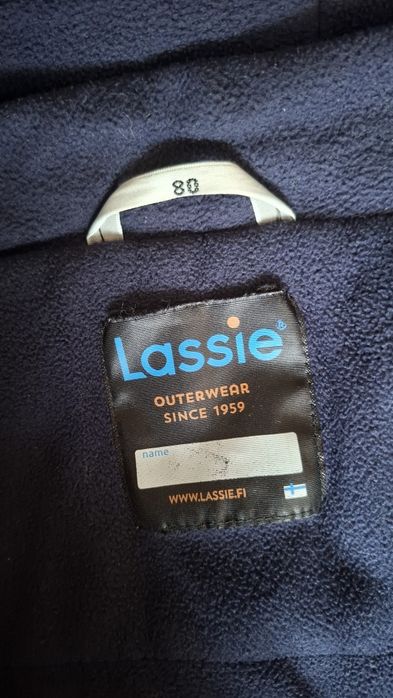 80
Lassie®
OUTERWEAR
SINCE 1959
name
WWW.LASSIE.FI